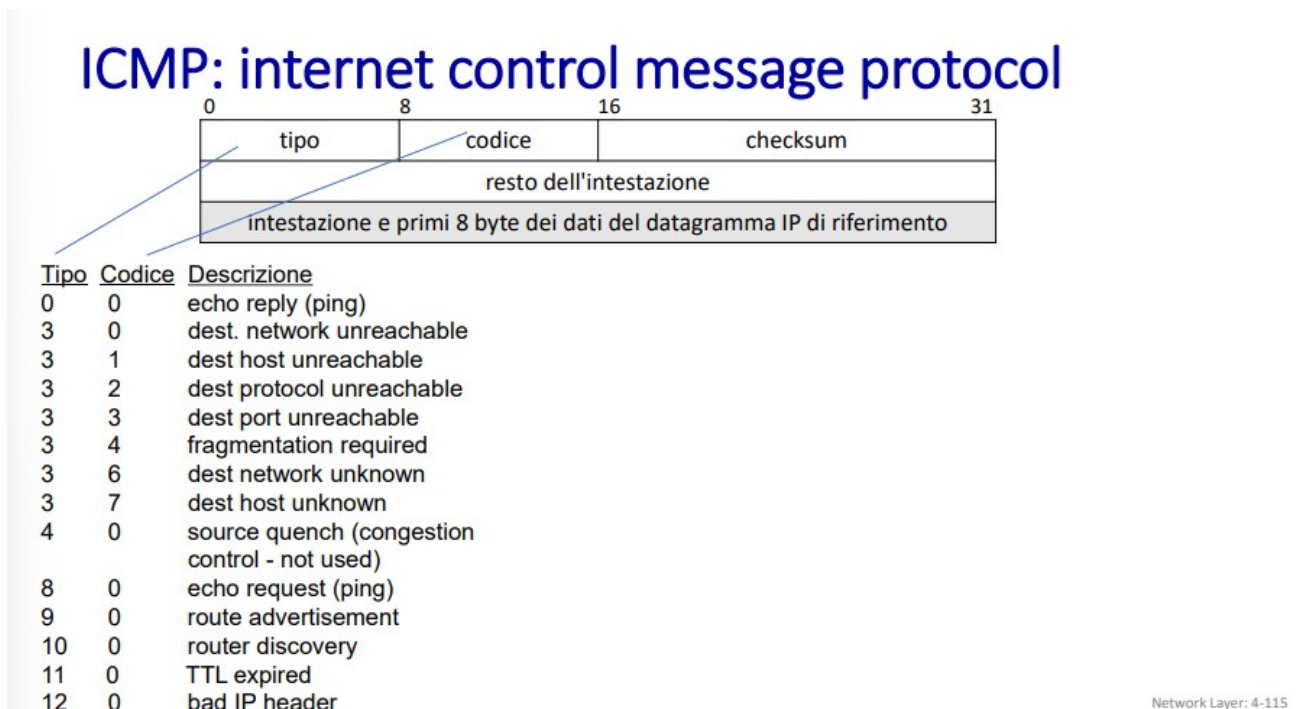 ICMP: internet control message protocol
0 8 16 31
tipo codice checksum
resto dell'intestazione
intestazione e primi 8 byte dei dati del datagramma IP di riferimento
Tipo Codice Descrizione
0 0 echo reply (ping)
3 0 dest. network unreachable
3 1 dest host unreachable
3 2 dest protocol unreachable
3 3 dest port unreachable
3 4 fragmentation required
3 6 dest network unknown
3 7 dest host unknown
4 0 source quench (congestion
control - not used)
8 0 echo request (ping)
9 0 route advertisement
10 0 router discovery
11 0 TTL expired
12 0 bad IP header
Network Layer: 4-115